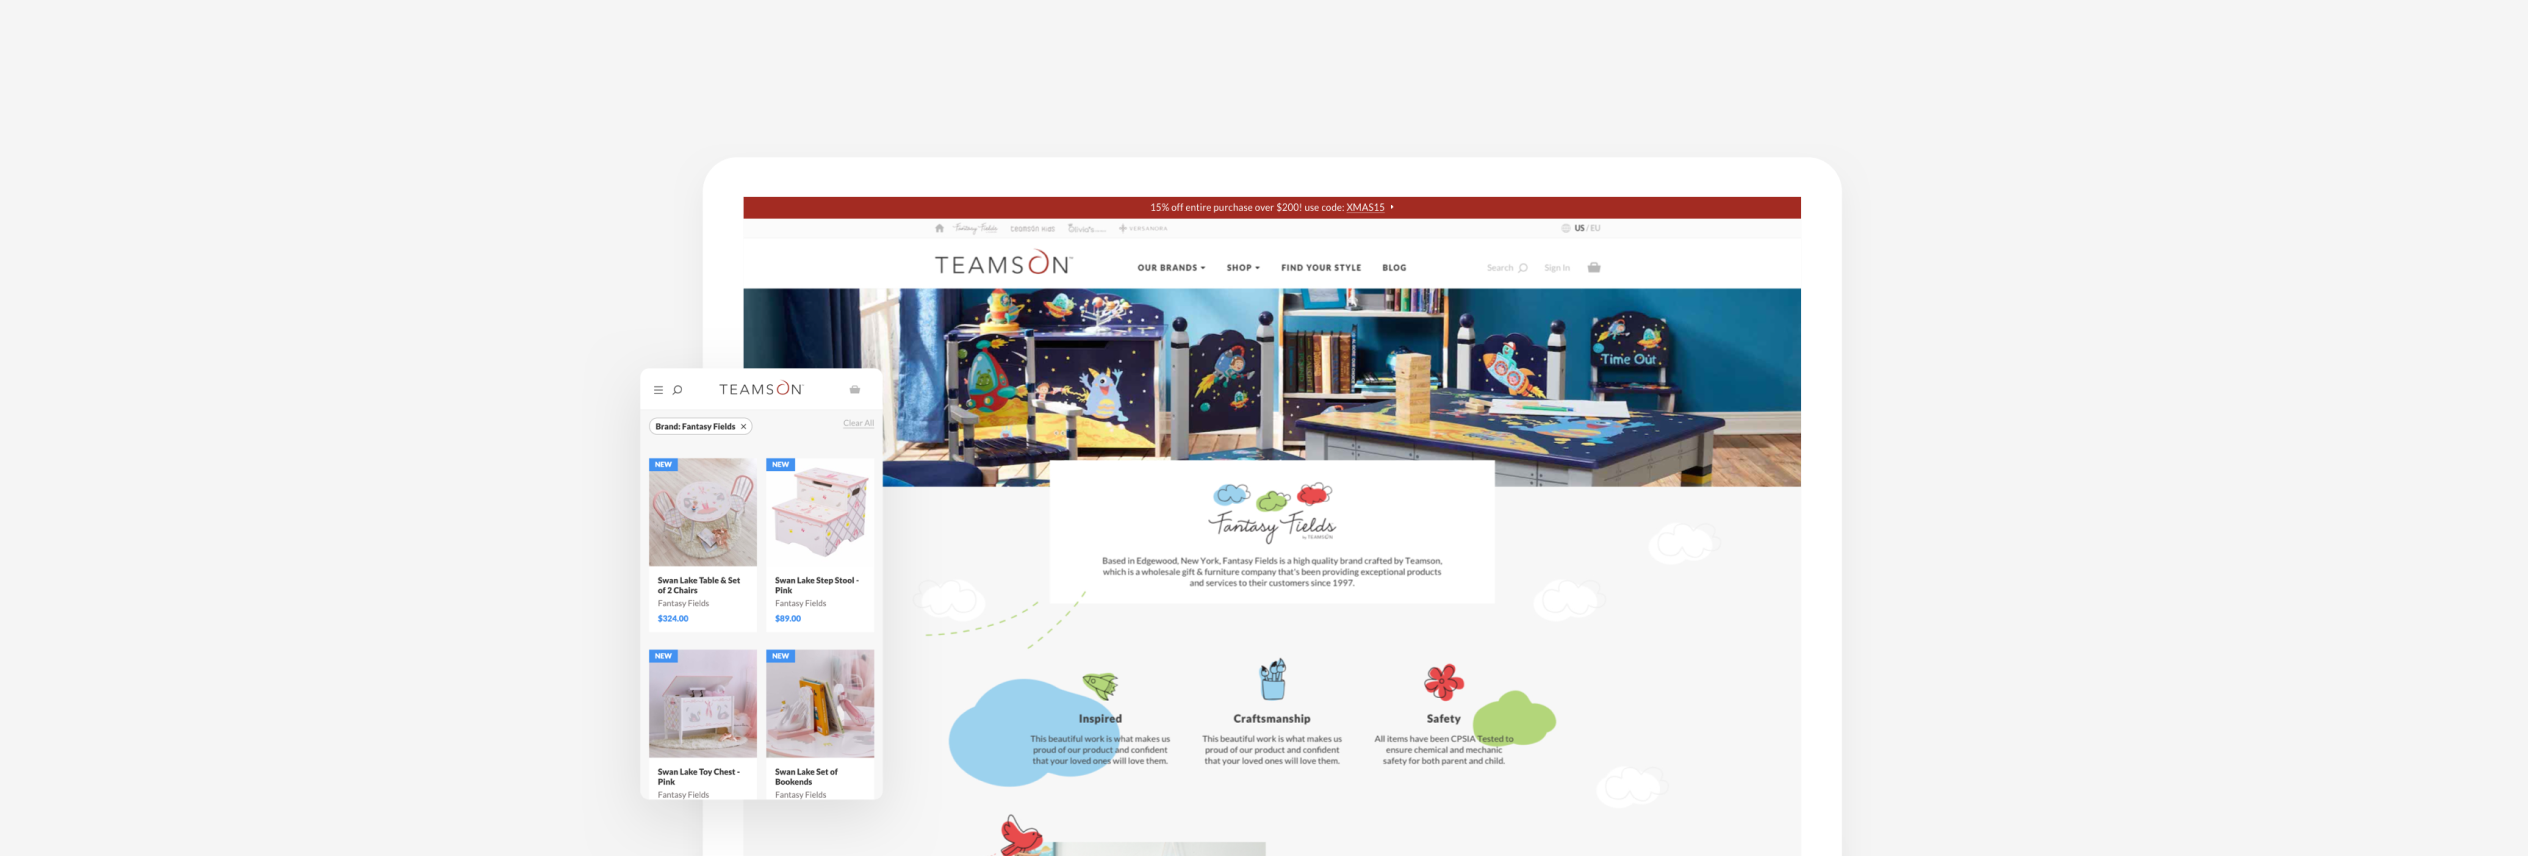 15% off entire purchase over $200! use code: XMAS15
Fantasy Fields teamson kids Olivia's VERSANORA
US / EU
TEAMSON™
OUR BRANDS SHOP FIND YOUR STYLE BLOG
Search Sign In
Time Out
Fantasy Fields
by TEAMSON
Based in Edgewood, New York, Fantasy Fields is a high quality brand crafted by Teamson,
which is a wholesale gift & furniture company that's been providing exceptional products
and services to their customers since 1997.
Inspired
This beautiful work is what makes us
proud of our product and confident
that your loved ones will love them.
Craftsmanship
This beautiful work is what makes us
proud of our product and confident
that your loved ones will love them.
Safety
All items have been CPSIA Tested to
ensure chemical and mechanic
safety for both parent and child.
TEAMSON
Brand: Fantasy Fields ×
Clear All
NEW
Swan Lake Table & Set
of 2 Chairs
Fantasy Fields
$324.00
NEW
Swan Lake Step Stool -
Pink
Fantasy Fields
$89.00
NEW
Swan Lake Toy Chest -
Pink
Fantasy Fields
NEW
Swan Lake Set of
Bookends
Fantasy Fields